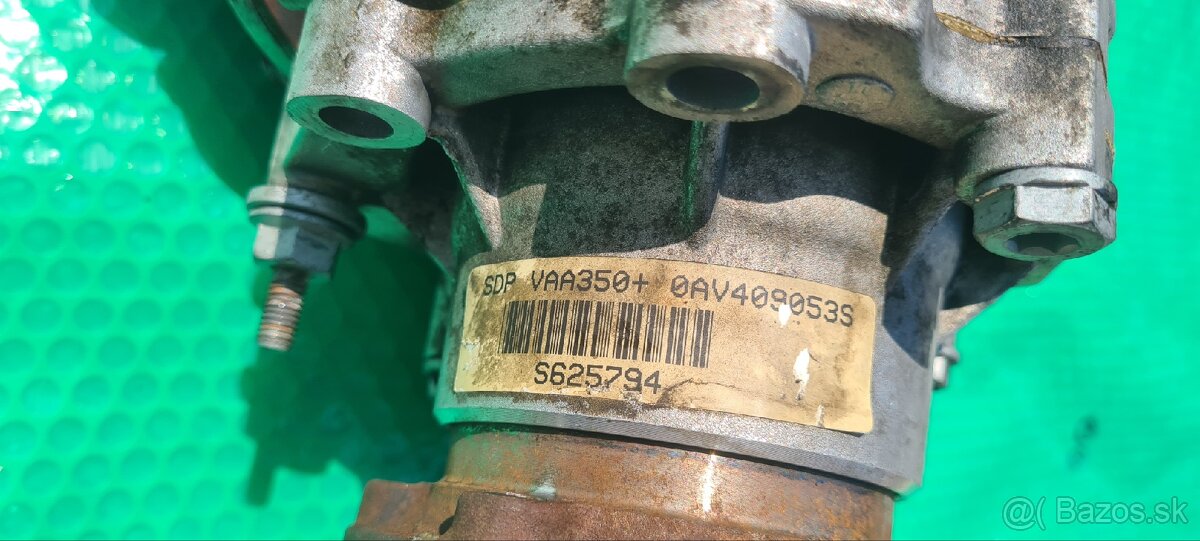 SDP VAA350+ 0AV409053S
S625794
@( Bazos.sk